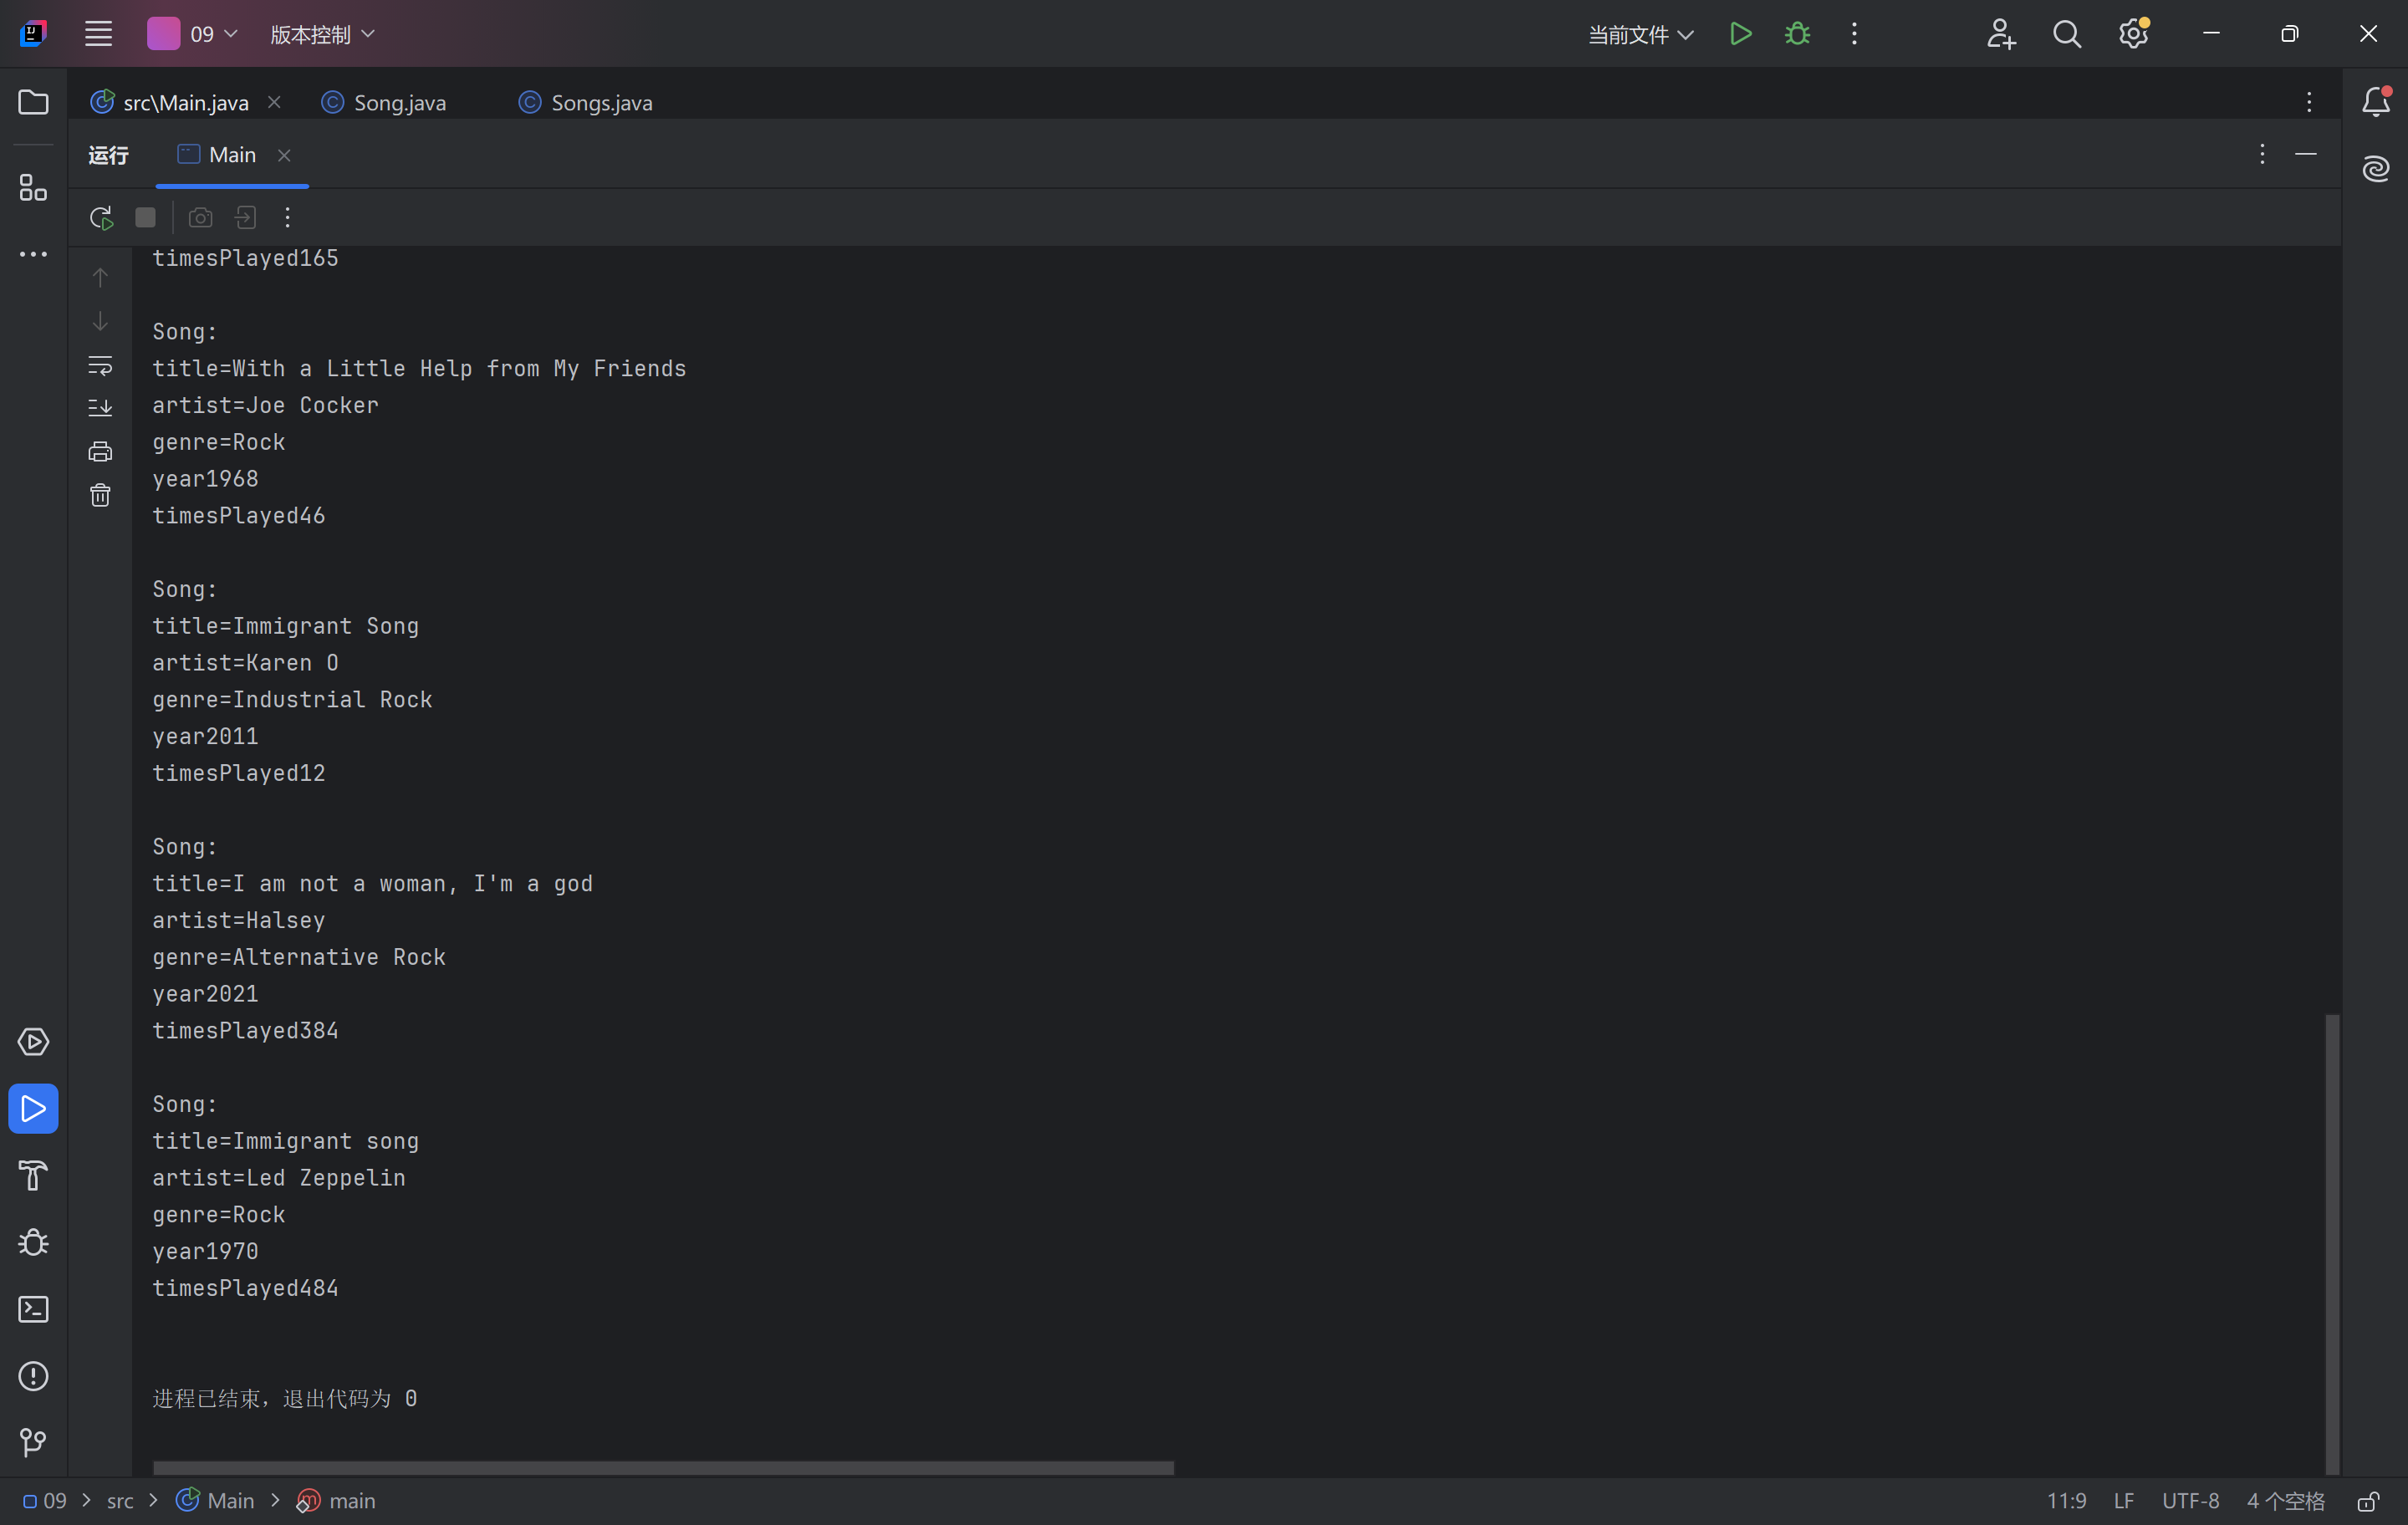 09
版本控制
当前文件
src\Main.java
Song.java
Songs.java
运行
Main
timesPlayed165
Song:
title=With a Little Help from My Friends
artist=Joe Cocker
genre=Rock
year1968
timesPlayed46
Song:
title=Immigrant Song
artist=Karen O
genre=Industrial Rock
year2011
timesPlayed12
Song:
title=I am not a woman, I'm a god
artist=Halsey
genre=Alternative Rock
year2021
timesPlayed384
Song:
title=Immigrant song
artist=Led Zeppelin
genre=Rock
year1970
timesPlayed484
进程已结束，退出代码为 0
09 > src > Main > main
11:9 LF UTF-8 4 个空格